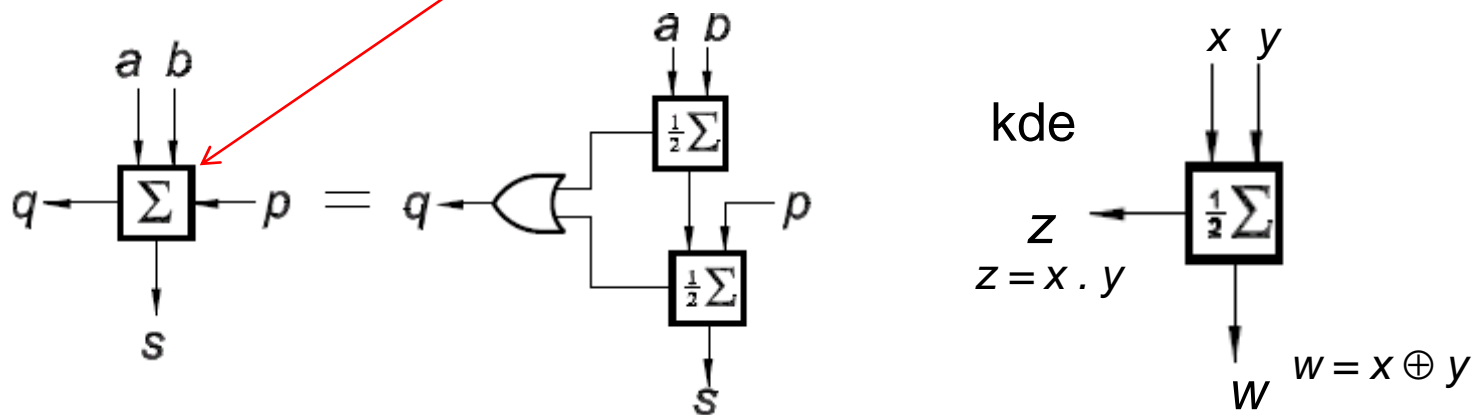 a b
q Σ p
s
=
a b
½ Σ
q p
½ Σ
s
kde
x y
½ Σ
z
z = x . y
w
w = x ⊕ y